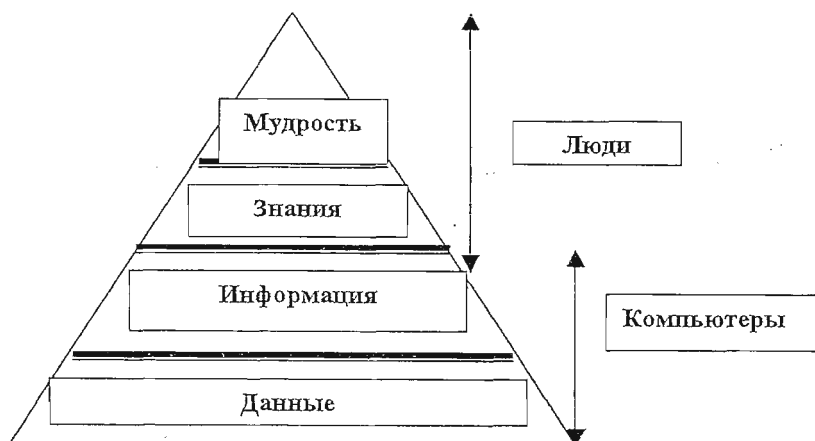 Мудрость
Люди
Знания
Информация
Компьютеры
Данные